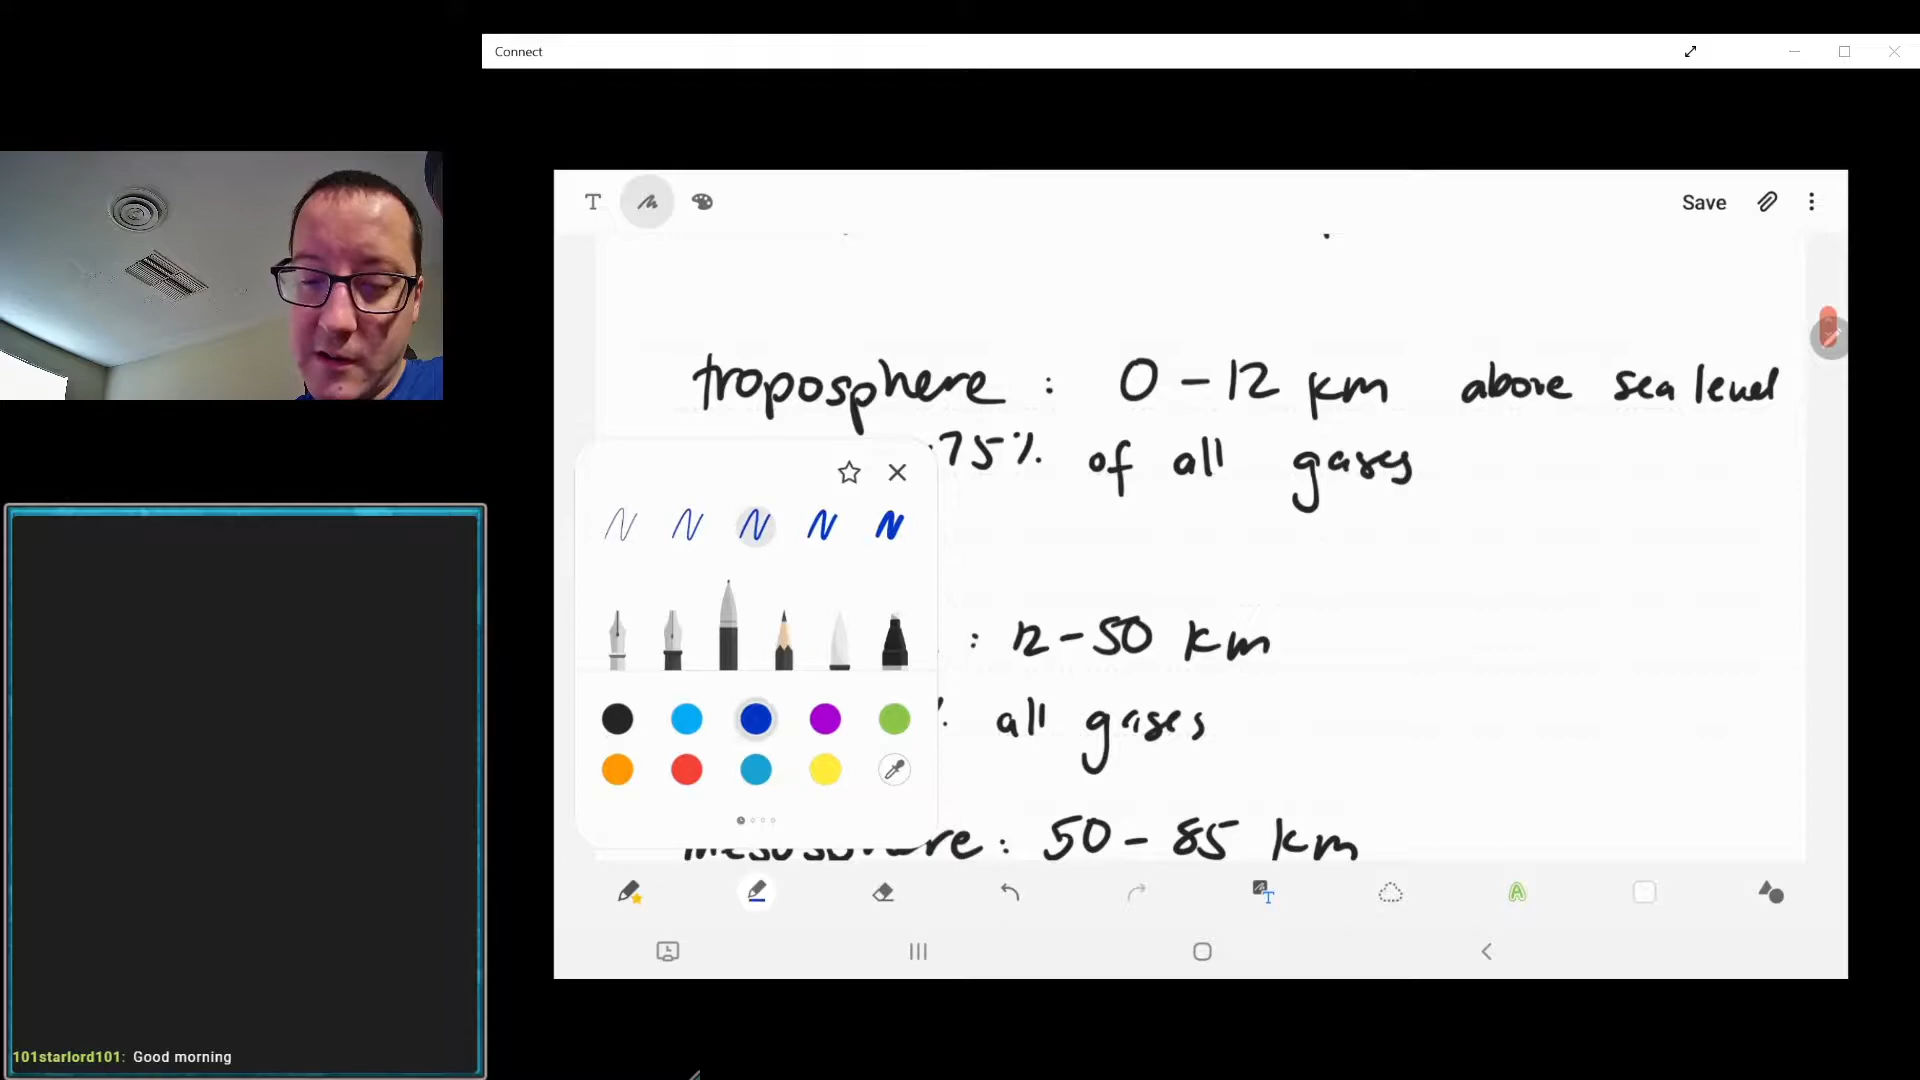 Connect
T
Save
troposphere : 0 - 12 km above sea level
75% of all gases
: 12 - 50 km
% all gases
mesosphere : 50 - 85 km
101starlord101: Good morning